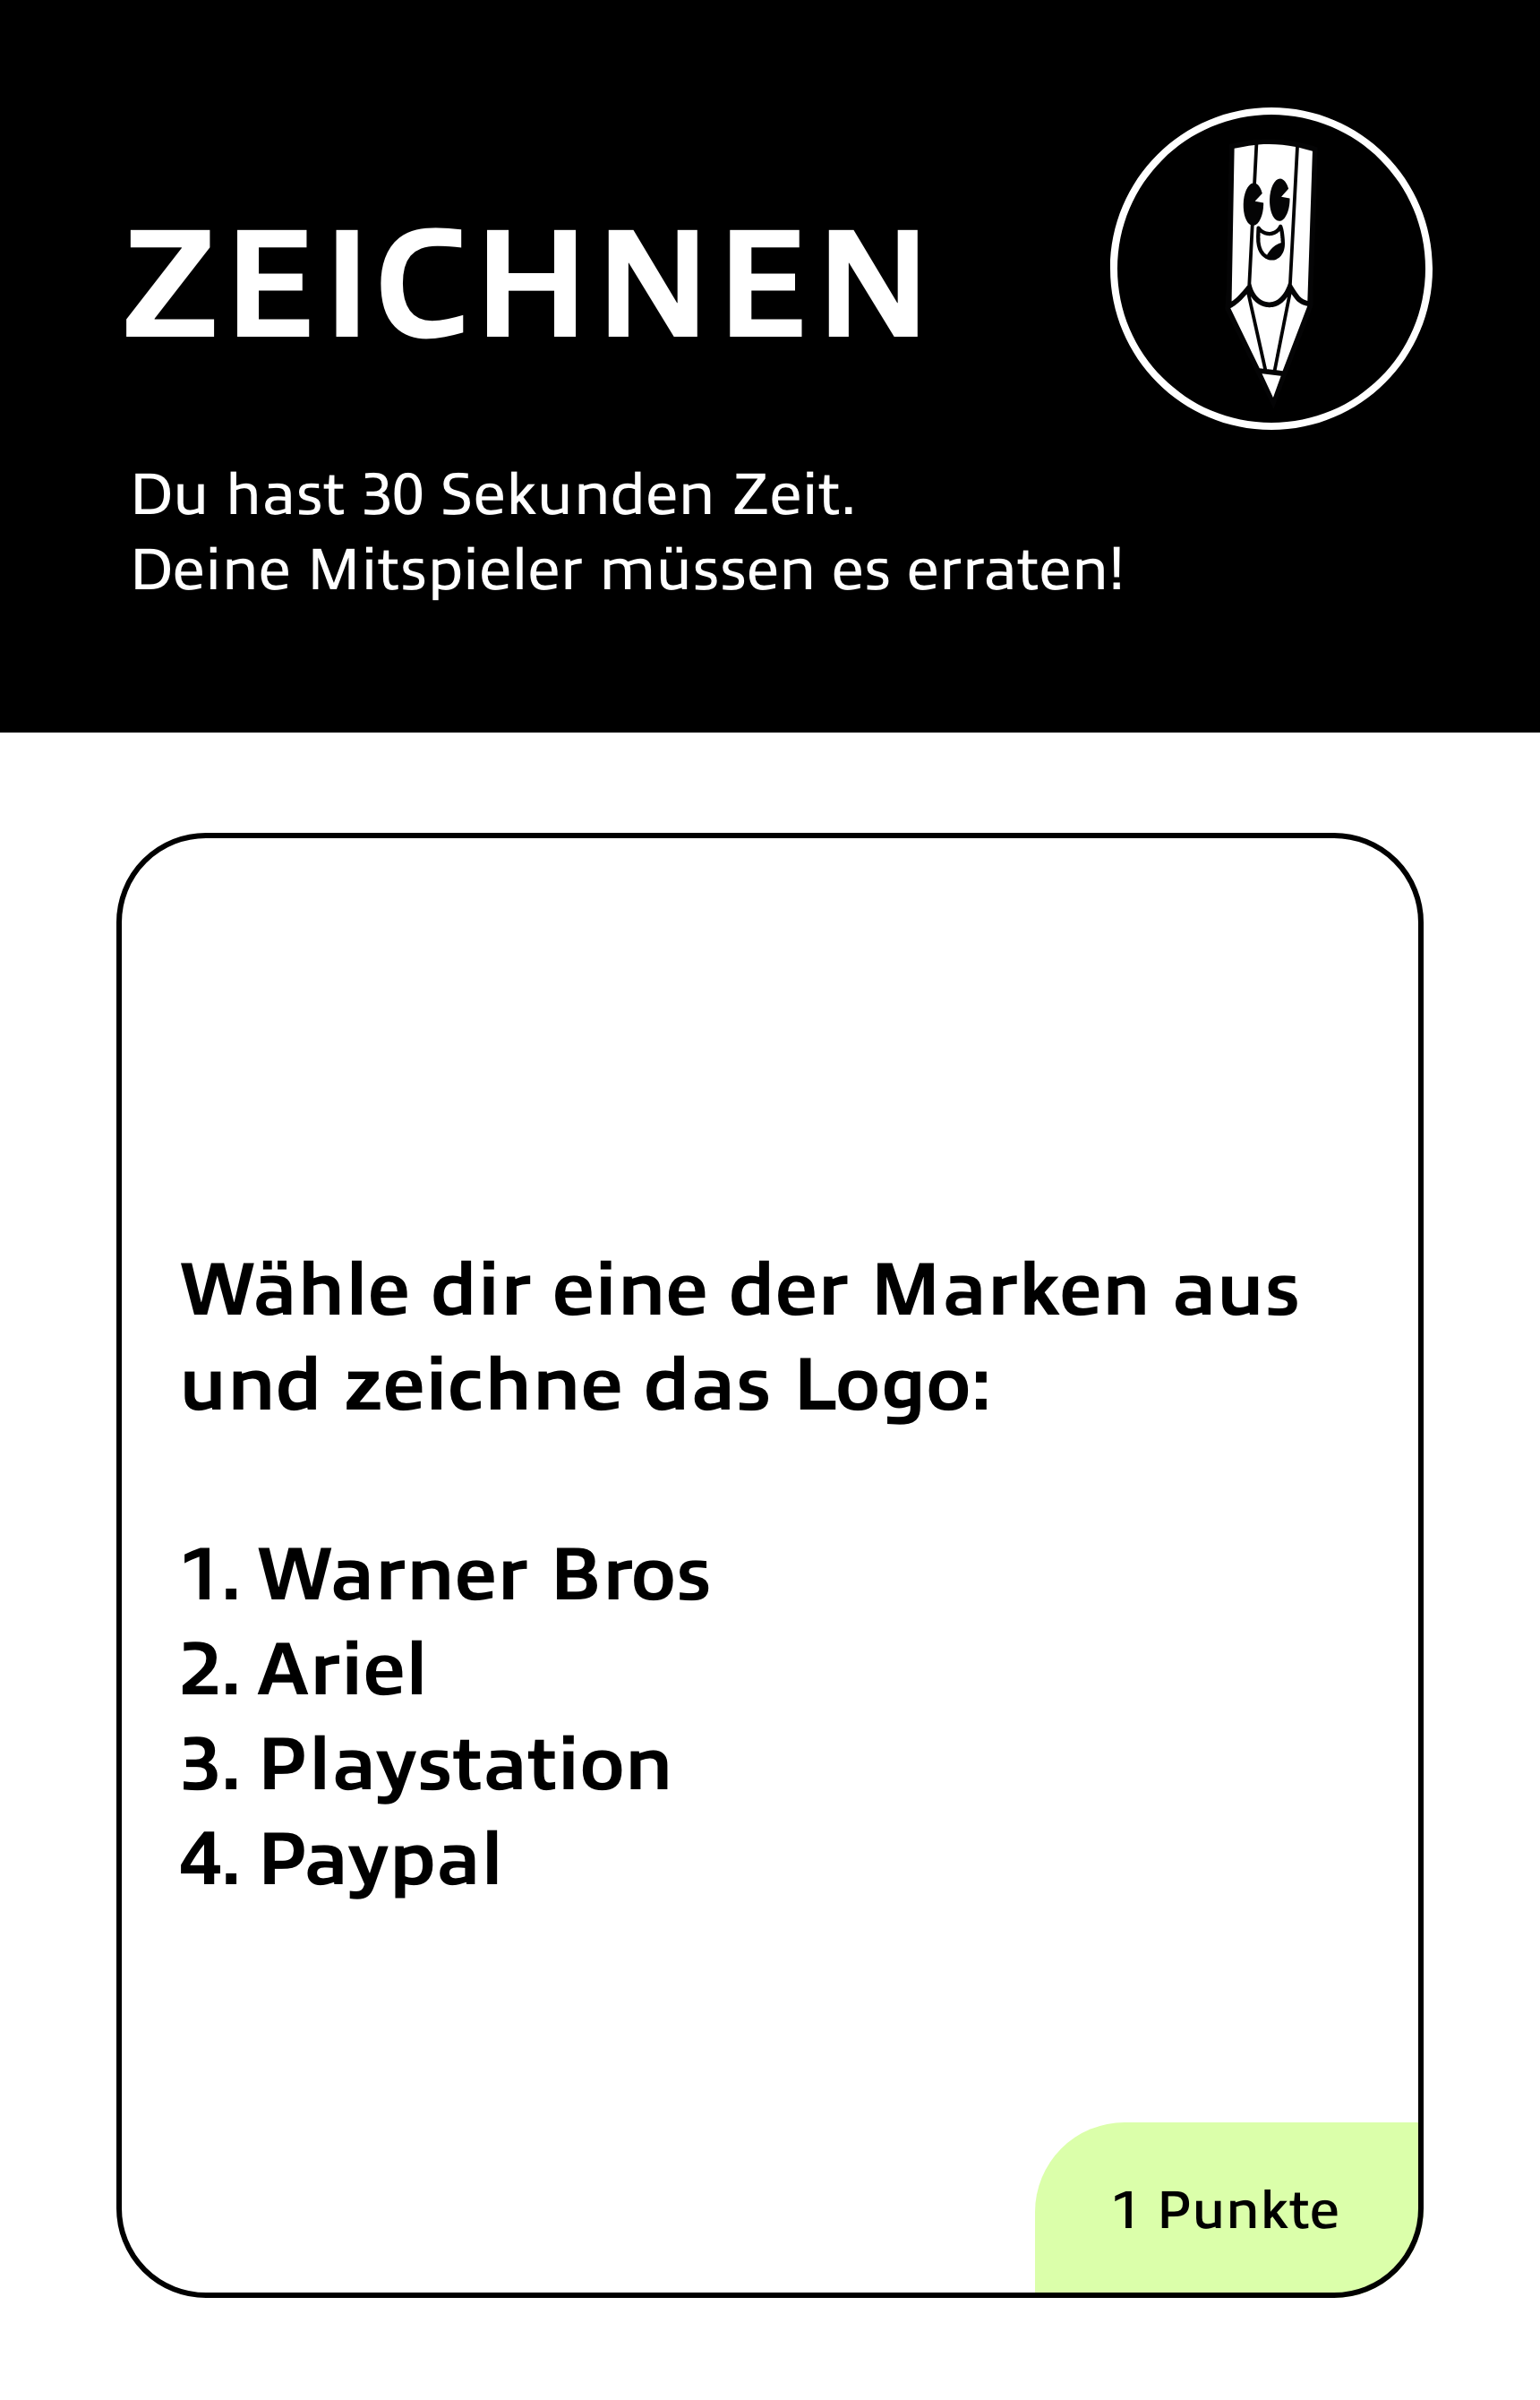 ZEICHNEN
Du hast 30 Sekunden Zeit.
Deine Mitspieler müssen es erraten!
Wähle dir eine der Marken aus
und zeichne das Logo:
1. Warner Bros
2. Ariel
3. Playstation
4. Paypal
1 Punkte